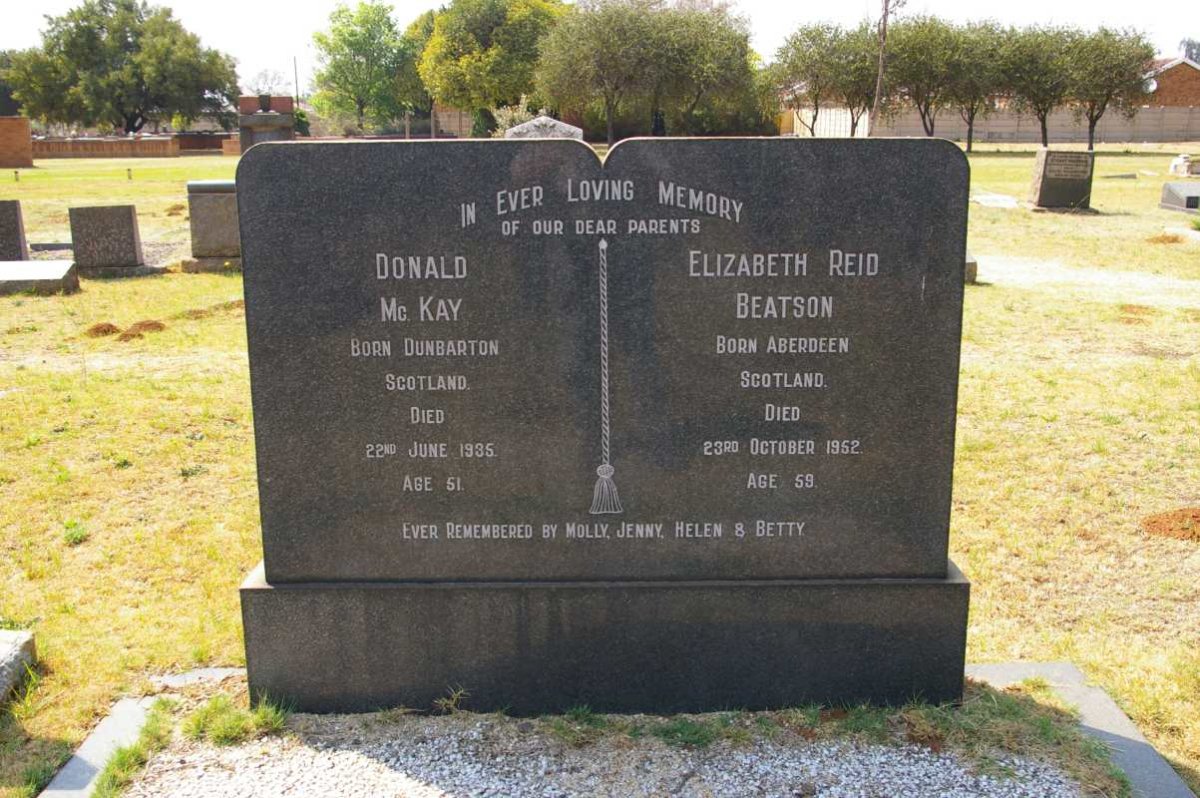 In Ever Loving Memory
of our dear parents
Donald
Mc. Kay
Born Dunbarton
Scotland.
Died
22nd June 1935.
Age 51.
Elizabeth Reid
Beatson
Born Aberdeen
Scotland.
Died
23rd October 1952.
Age 59.
Ever Remembered by Molly, Jenny, Helen & Betty